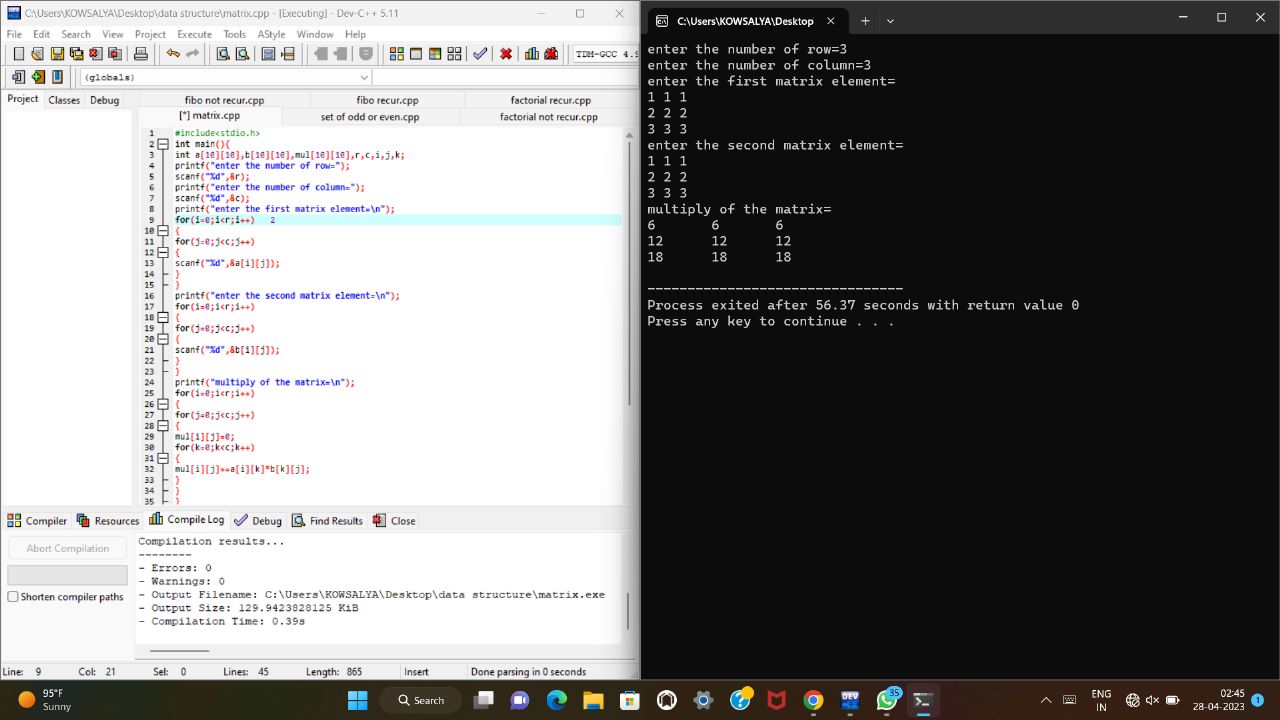 C:\Users\KOWSALYA\Desktop\data structure\matrix.cpp - [Executing] - Dev-C++ 5.11
File Edit Search View Project Execute Tools AStyle Window Help
TDM-GCC 4.9
(globals)
Project Classes Debug
fibo not recur.cpp fibo recur.cpp factorial recur.cpp
[*] matrix.cpp set of odd or even.cpp factorial not recur.cpp
1 #include<stdio.h>
2 int main(){
3 int a[10][10],b[10][10],mul[10][10],r,c,i,j,k;
4 printf("enter the number of row=");
5 scanf("%d",&r);
6 printf("enter the number of column=");
7 scanf("%d",&c);
8 printf("enter the first matrix element=\n");
9 for(i=0;i<r;i++) 2
10 {
11 for(j=0;j<c;j++)
12 {
13 scanf("%d",&a[i][j]);
14 }
15 }
16 printf("enter the second matrix element=\n");
17 for(i=0;i<r;i++)
18 {
19 for(j=0;j<c;j++)
20 {
21 scanf("%d",&b[i][j]);
22 }
23 }
24 printf("multiply of the matrix=\n");
25 for(i=0;i<r;i++)
26 {
27 for(j=0;j<c;j++)
28 {
29 mul[i][j]=0;
30 for(k=0;k<c;k++)
31 {
32 mul[i][j]+=a[i][k]*b[k][j];
33 }
34 }
35 }
Compiler Resources Compile Log Debug Find Results Close
Abort Compilation
Shorten compiler paths
Compilation results...
--------
- Errors: 0
- Warnings: 0
- Output Filename: C:\Users\KOWSALYA\Desktop\data structure\matrix.exe
- Output Size: 129.9423828125 KiB
- Compilation Time: 0.39s
Line: 9 Col: 21 Sel: 0 Lines: 45 Length: 865 Insert Done parsing in 0 seconds
C:\Users\KOWSALYA\Desktop
enter the number of row=3
enter the number of column=3
enter the first matrix element=
1 1 1
2 2 2
3 3 3
enter the second matrix element=
1 1 1
2 2 2
3 3 3
multiply of the matrix=
6 6 6
12 12 12
18 18 18
--------------------------------
Process exited after 56.37 seconds with return value 0
Press any key to continue . . .
95°F
Sunny
Search
DEV
35
ENG
IN
02:45
28-04-2023